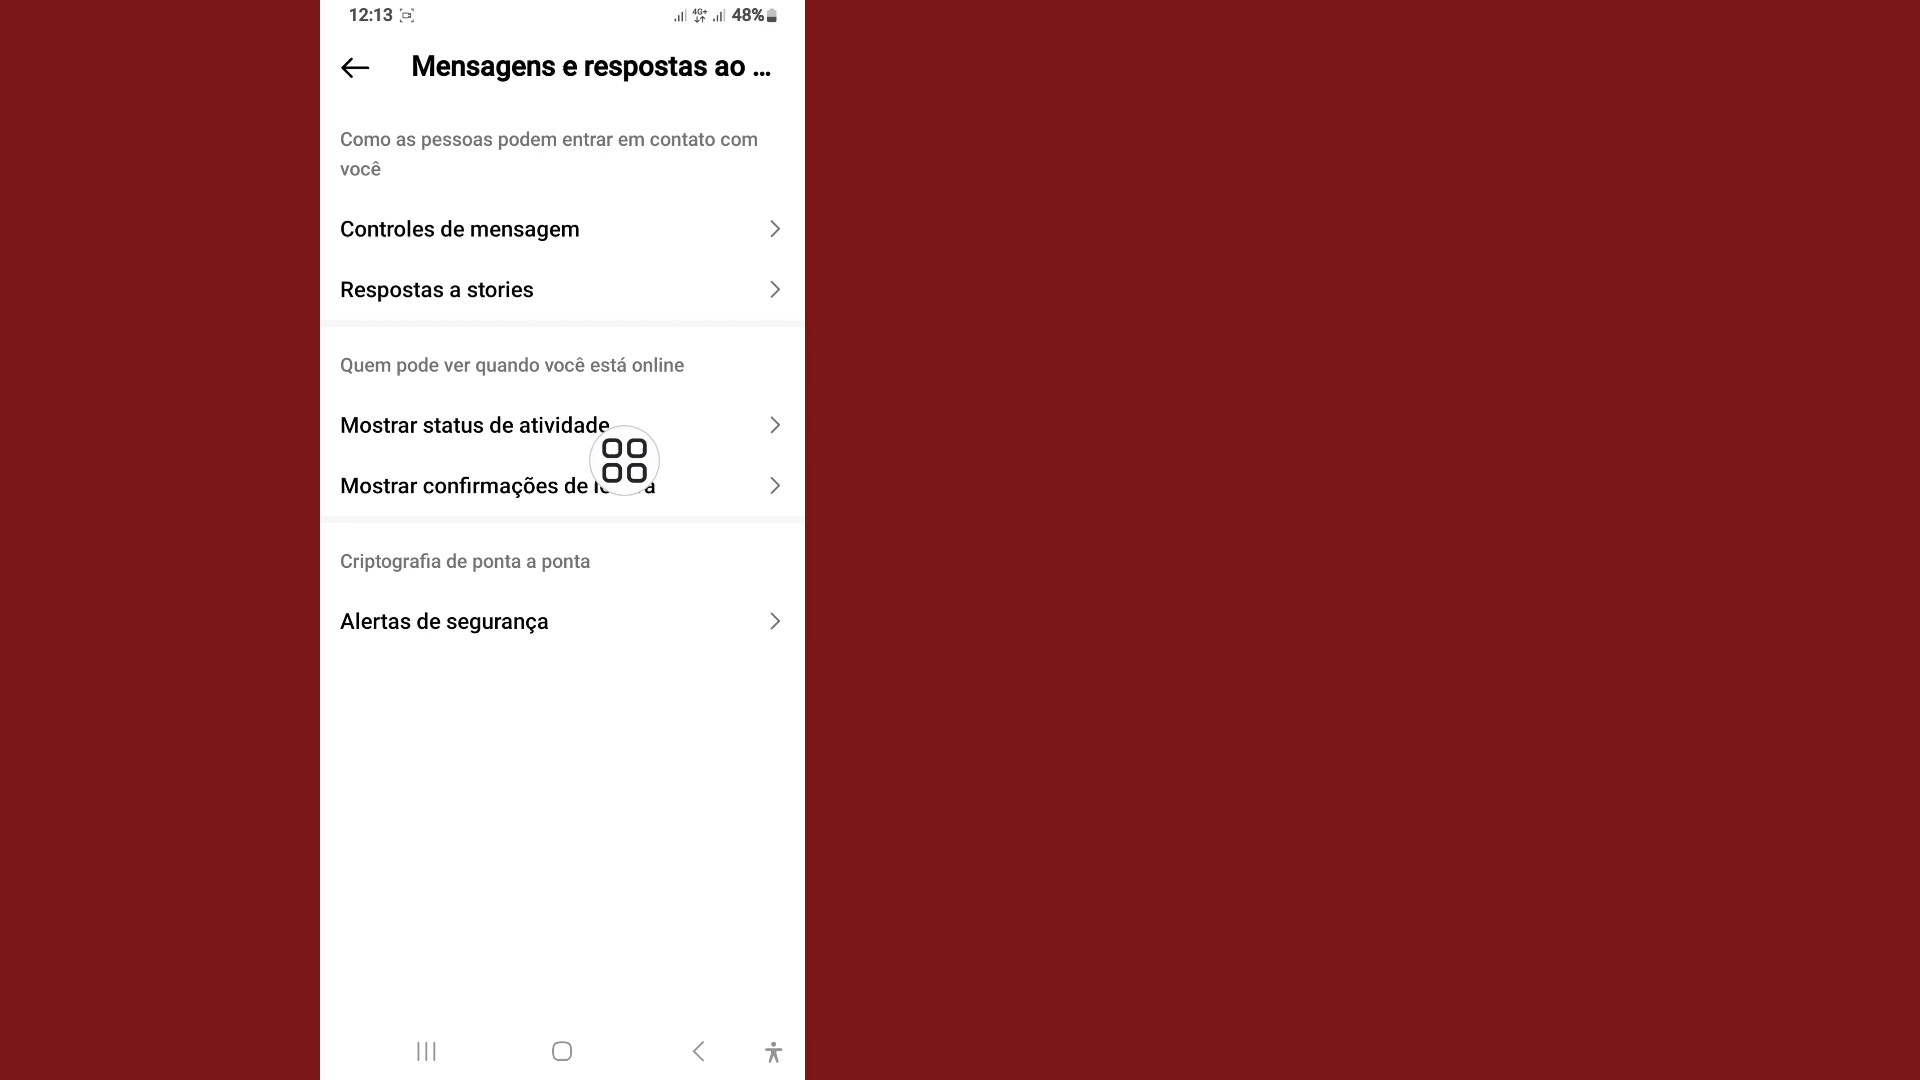 12:13 4G+ 48%
Mensagens e respostas ao ...
Como as pessoas podem entrar em contato com
você
Controles de mensagem
Respostas a stories
Quem pode ver quando você está online
Mostrar status de atividade
Mostrar confirmações de
Criptografia de ponta a ponta
Alertas de segurança